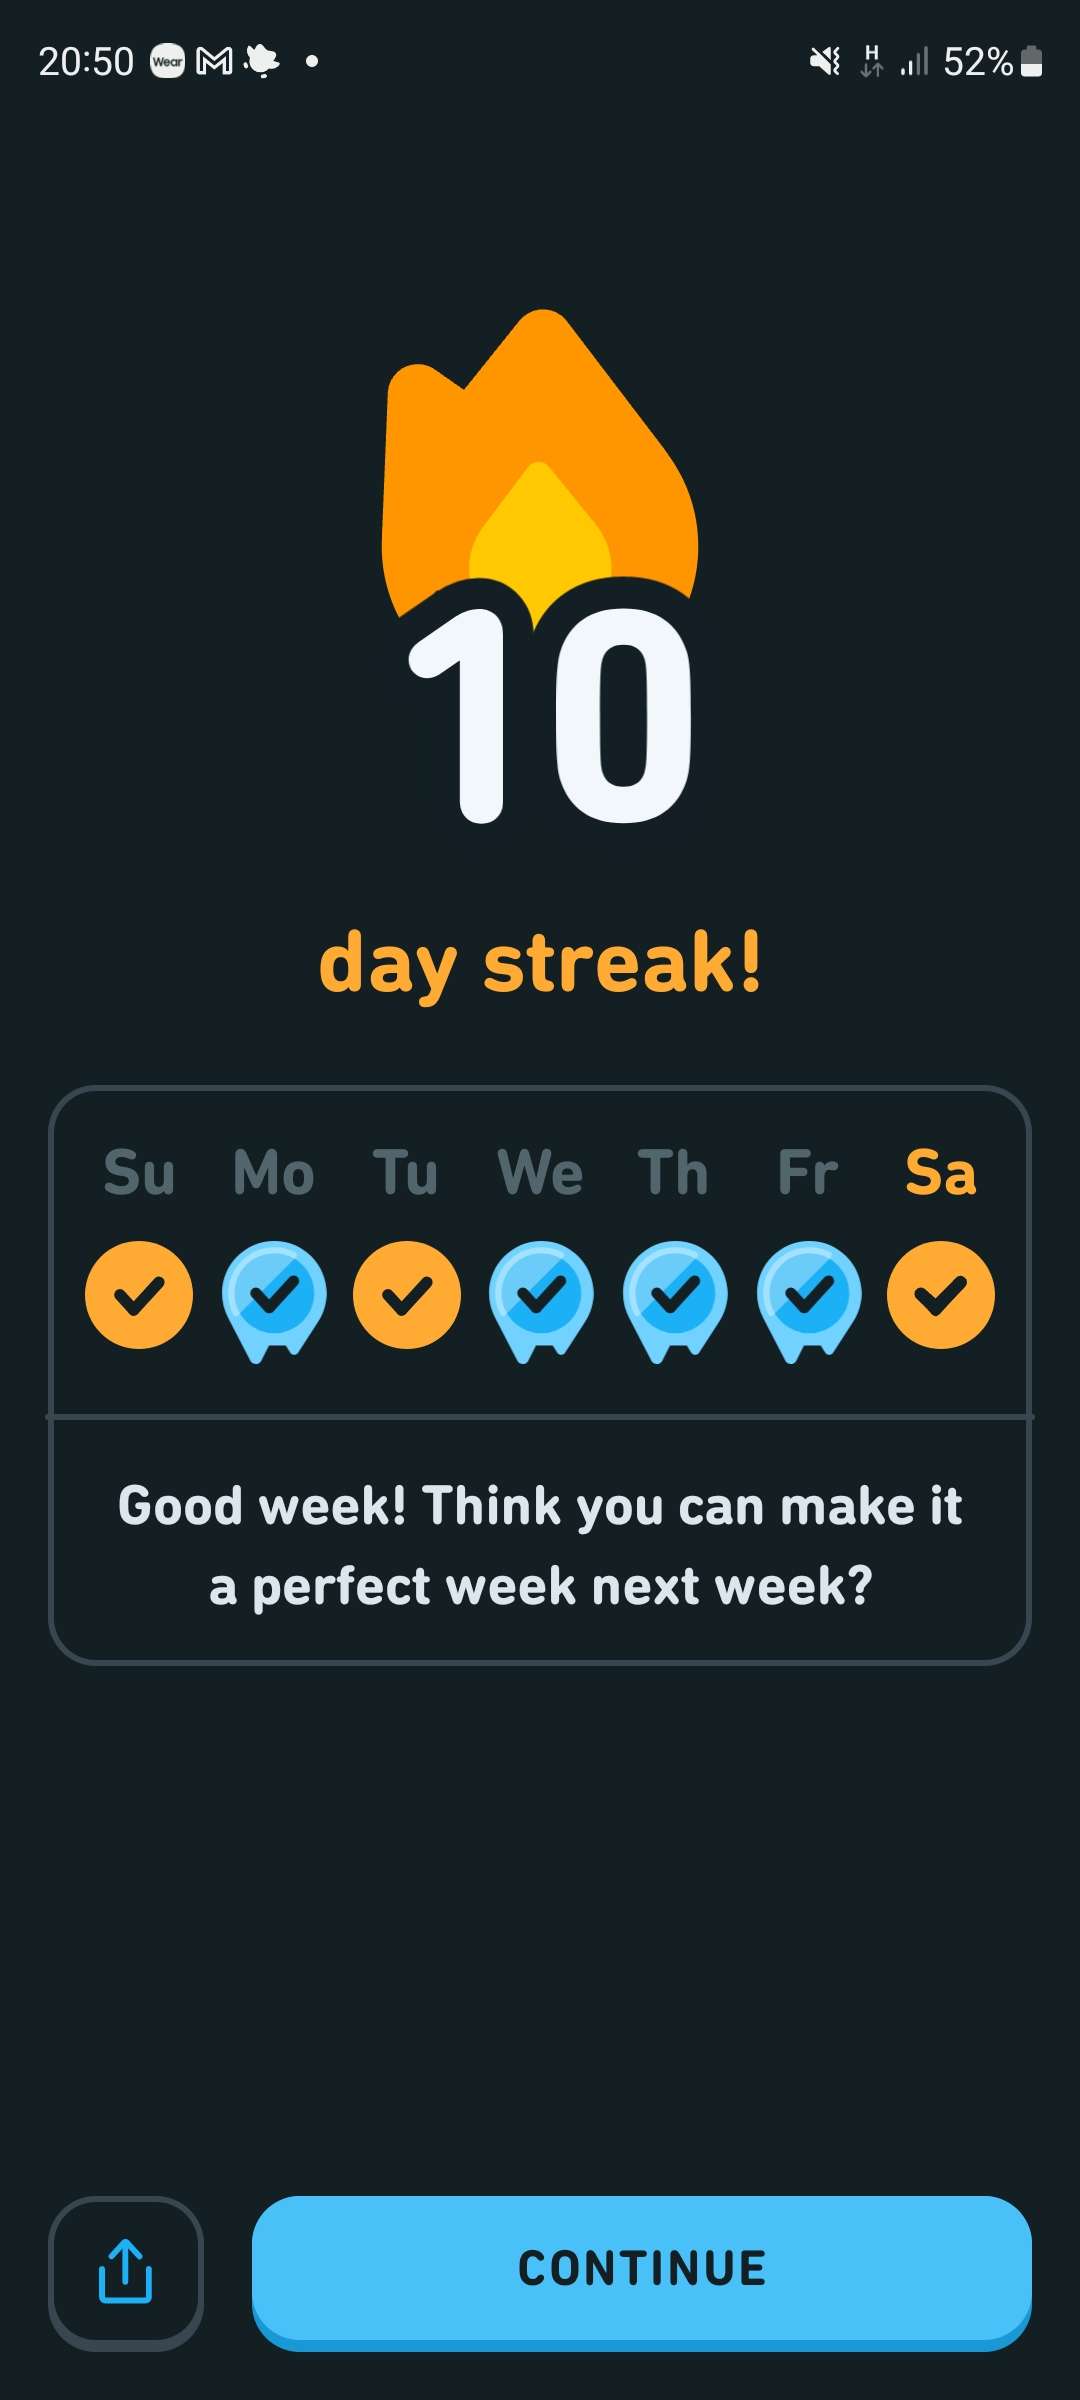 20:50 Wear H 52%
10
day streak!
Su Mo Tu We Th Fr Sa
Good week! Think you can make it
a perfect week next week?
CONTINUE